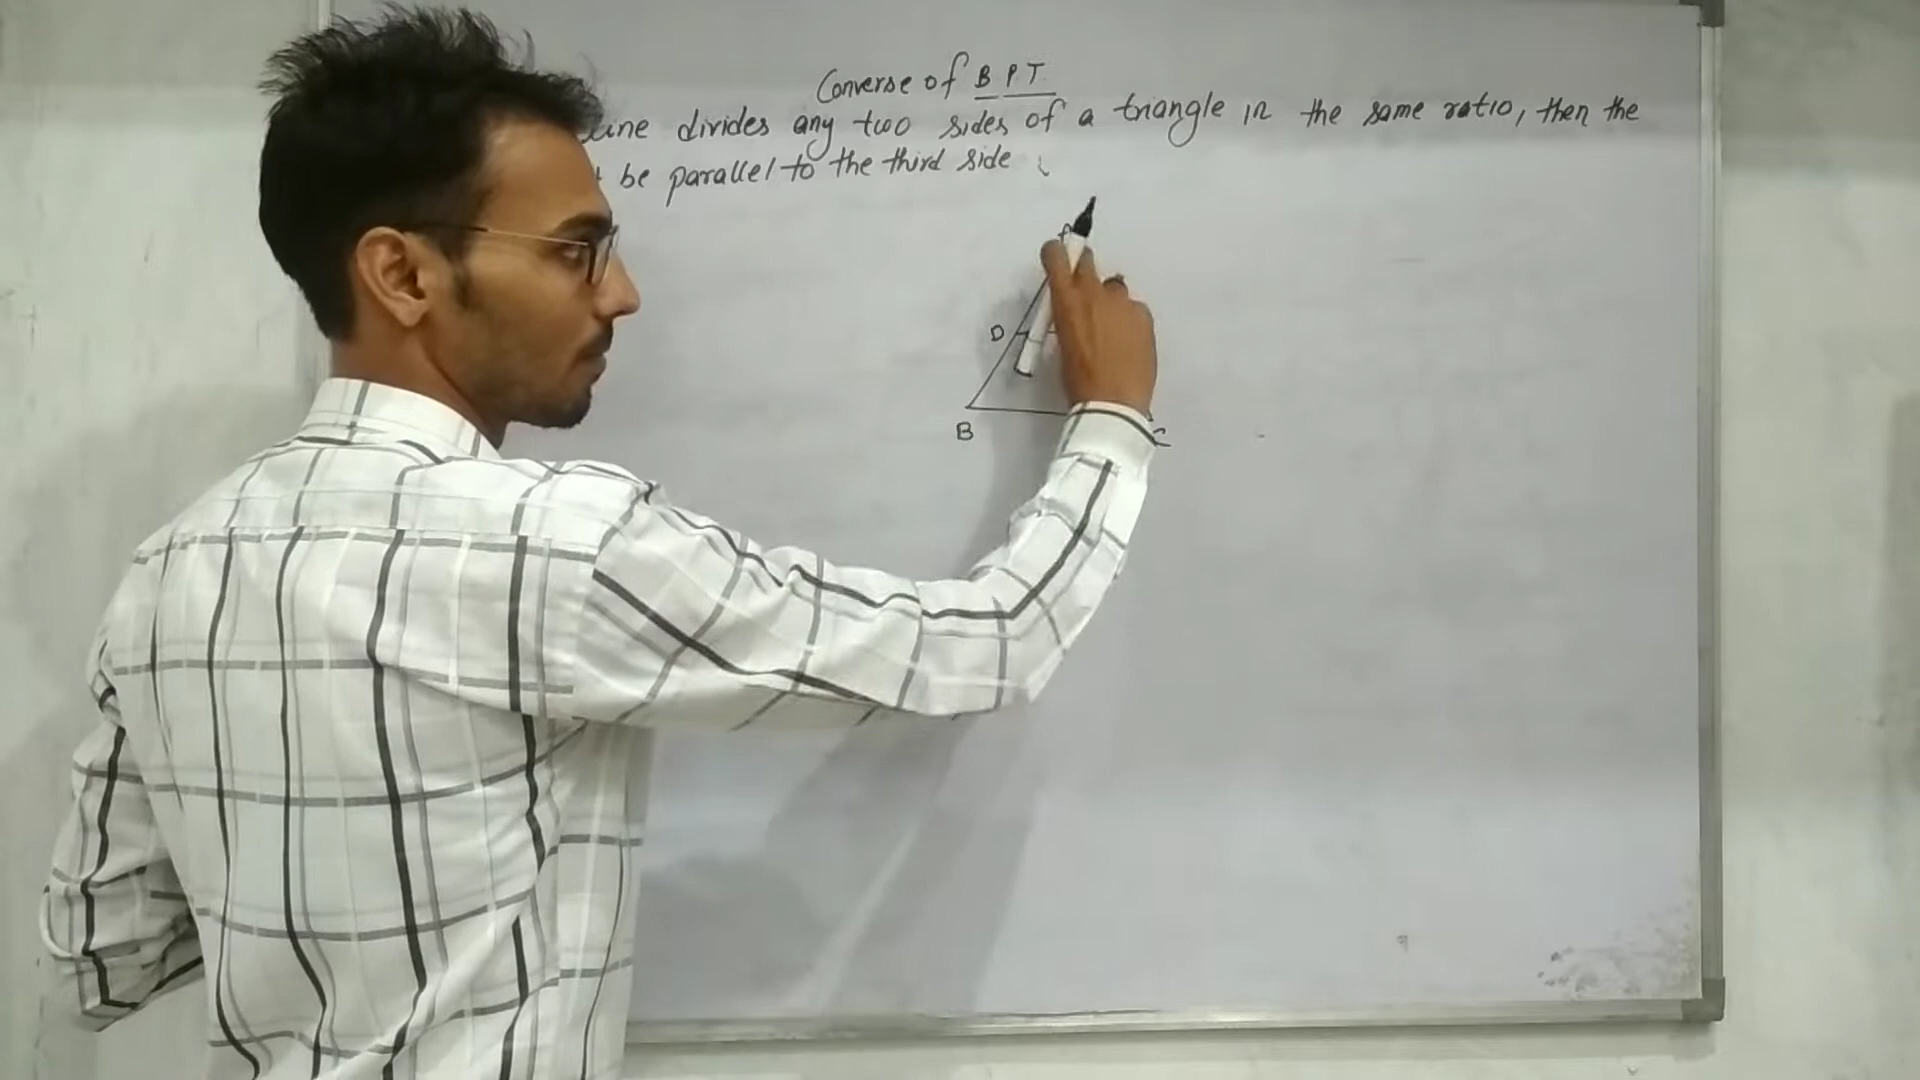 Converse of BPT
line divides any two sides of a triangle in the same ratio, then the
be parallel to the third side
D
B
C